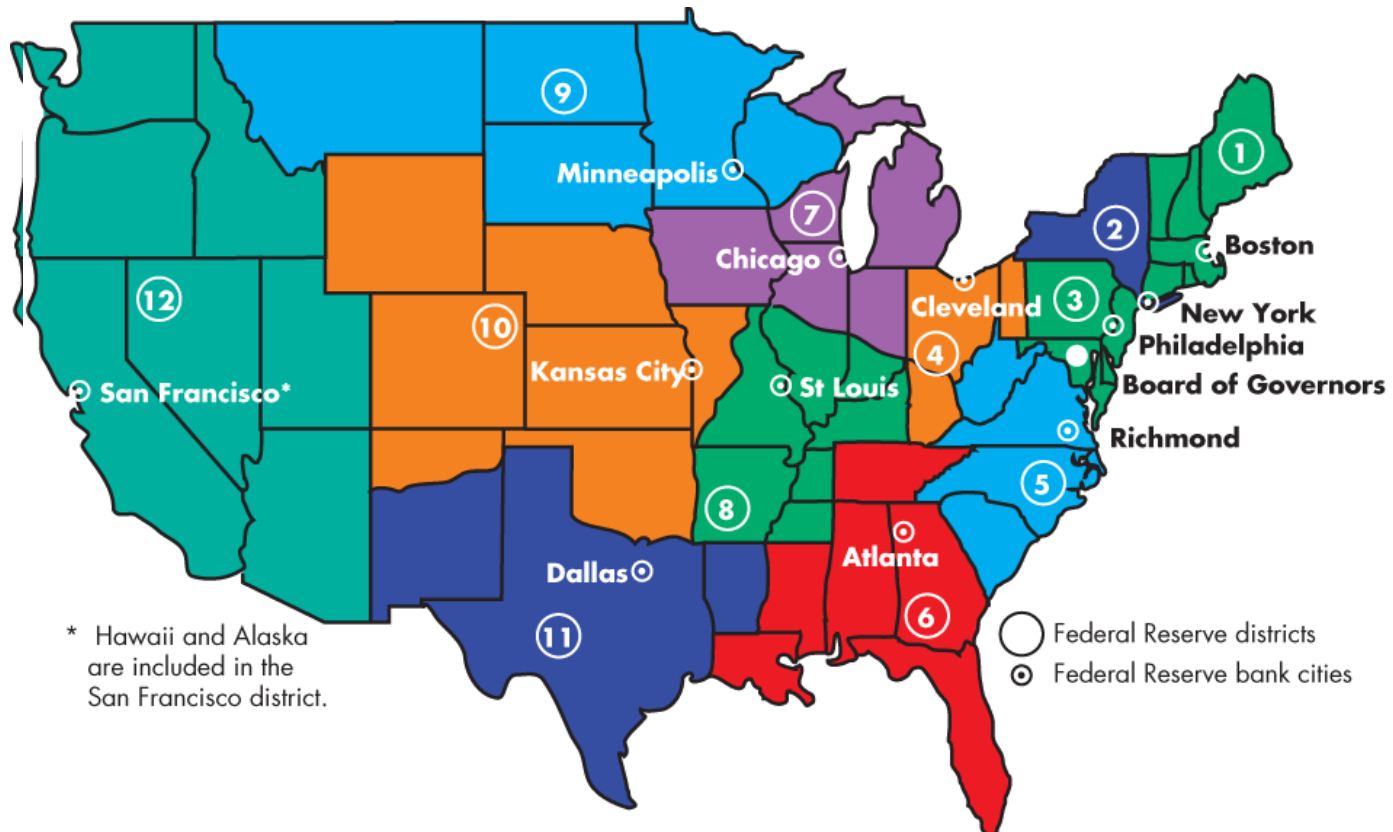 9
1
Minneapolis
7
2
Boston
Chicago
12
3
Cleveland
New York
10
Philadelphia
4
Kansas City
Board of Governors
San Francisco*
St Louis
Richmond
5
8
Atlanta
Dallas
6
11
* Hawaii and Alaska
are included in the
San Francisco district.
Federal Reserve districts
Federal Reserve bank cities